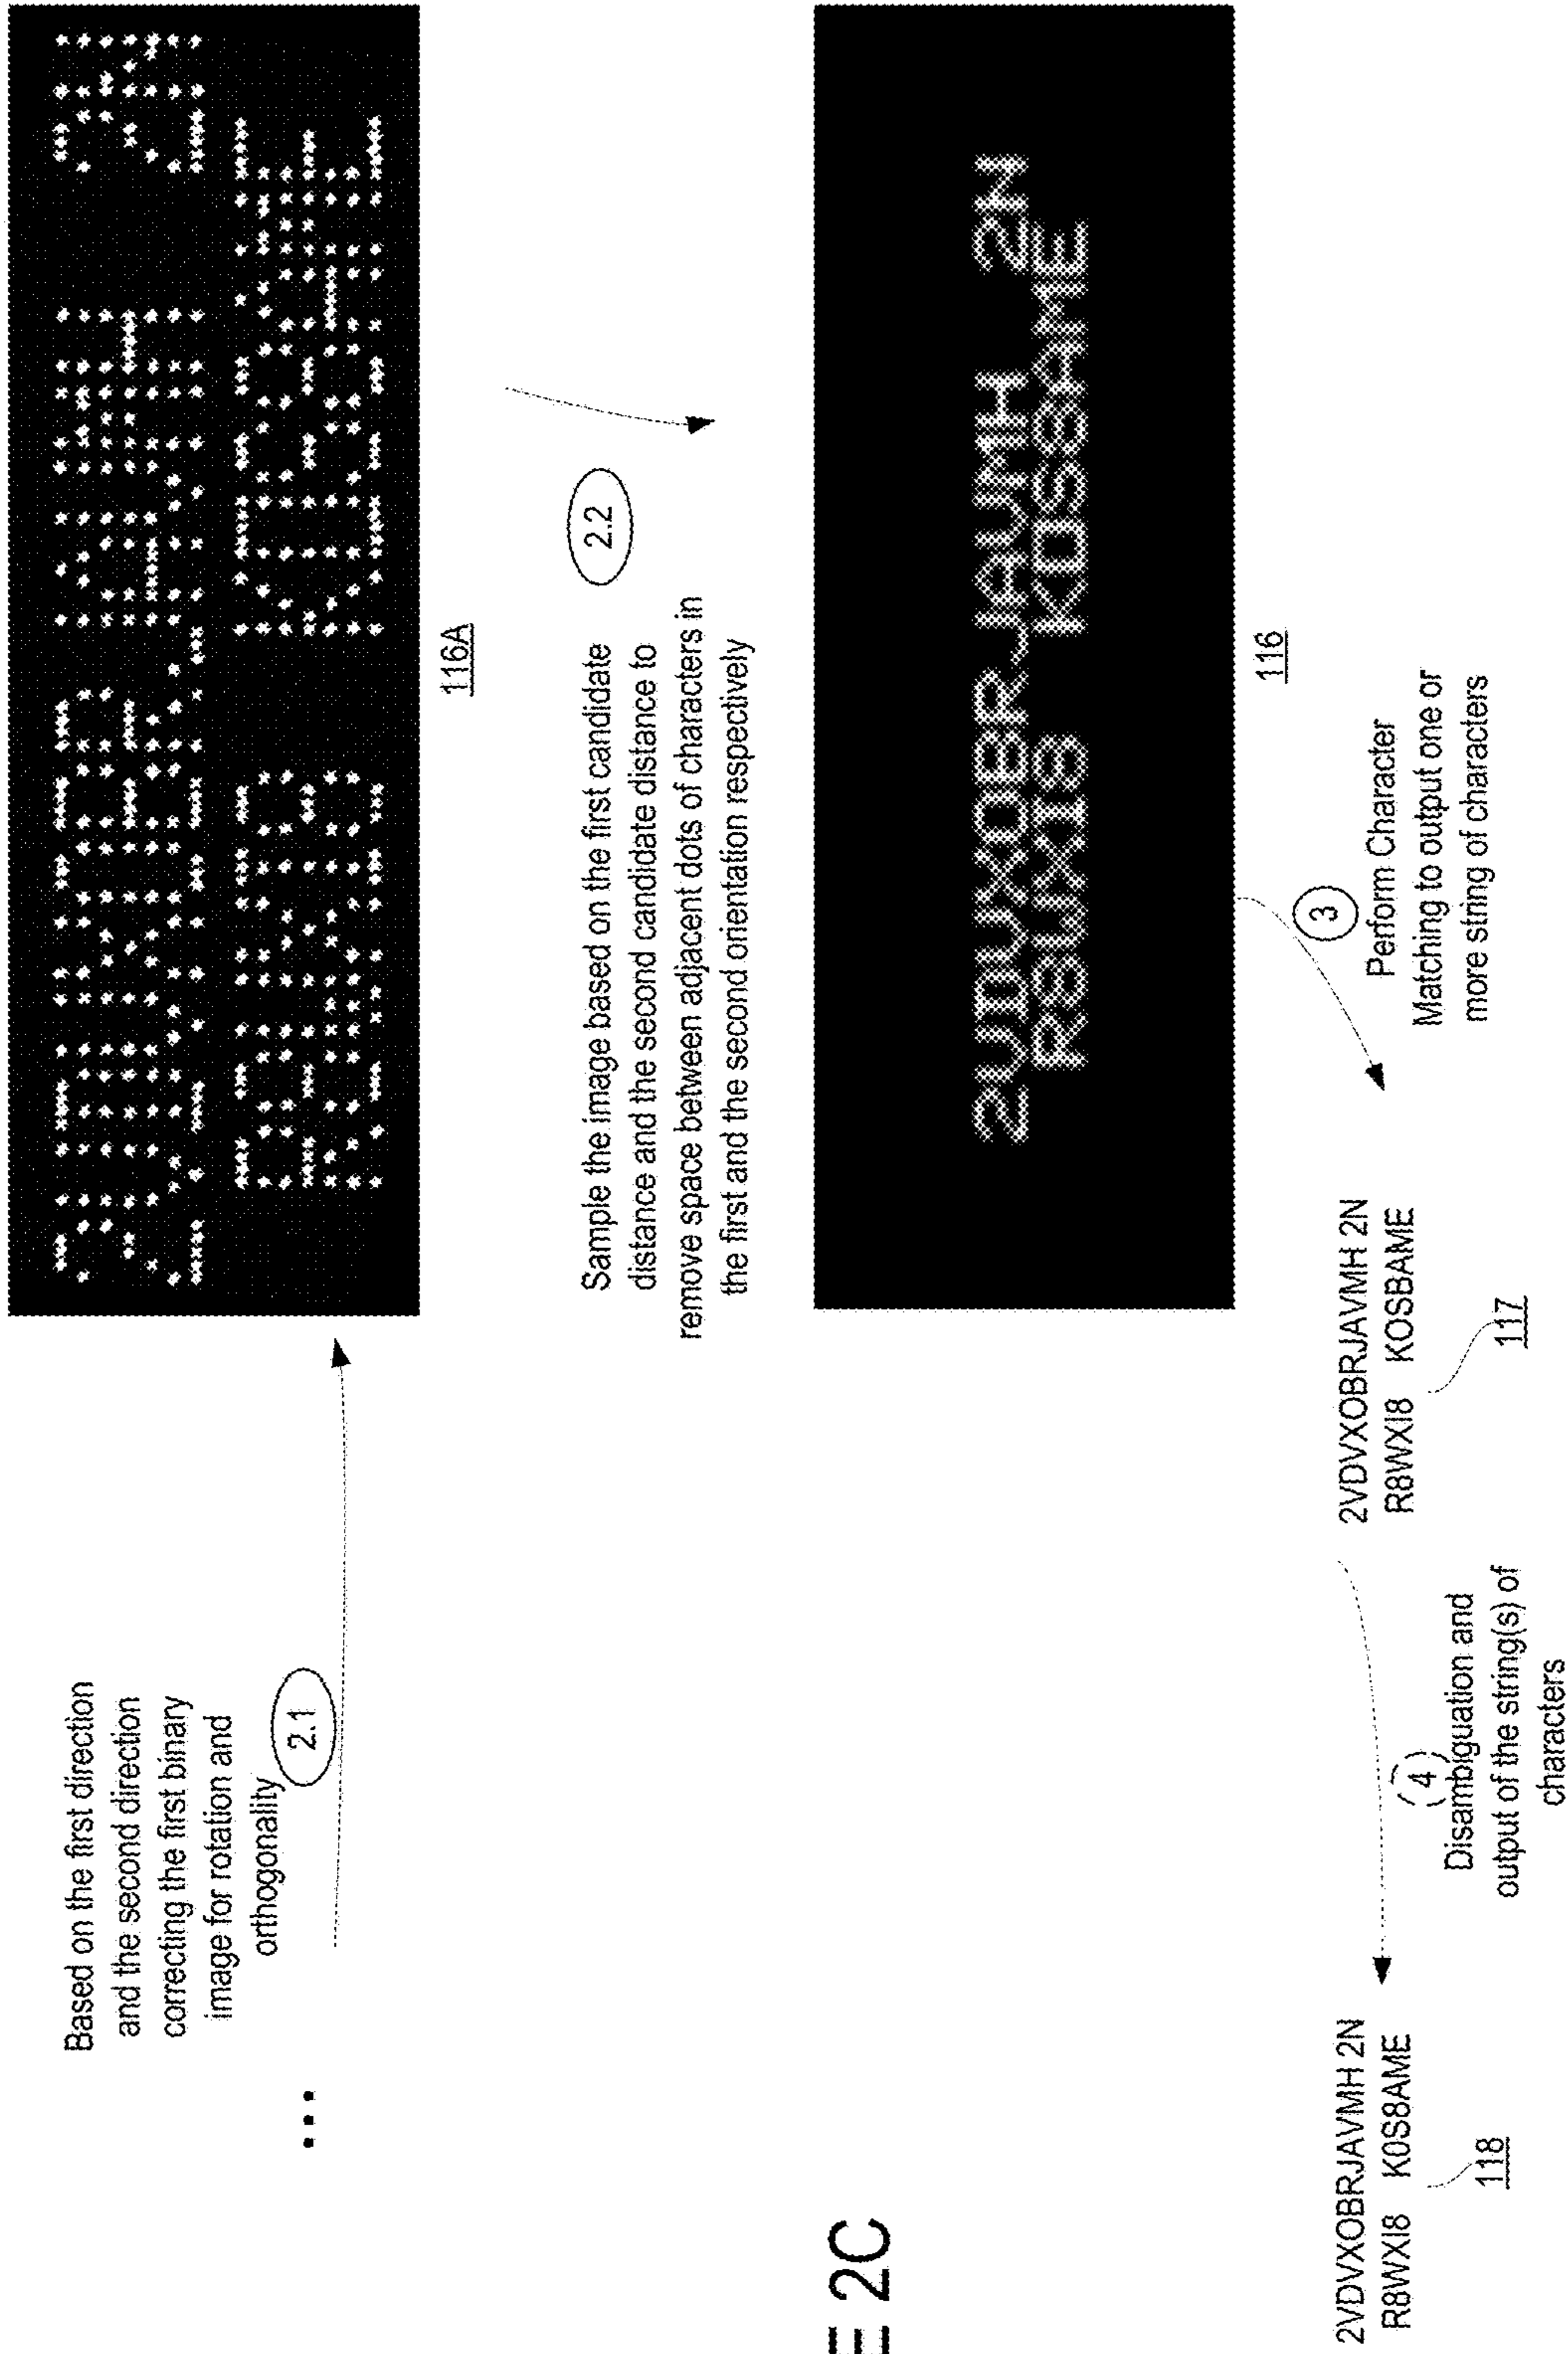 Based on the first direction
and the second direction
correcting the first binary
image for rotation and
orthogonality
2.1
...
116A
2.2
Sample the image based on the first candidate
distance and the second candidate distance to
remove space between adjacent dots of characters in
the first and the second orientation respectively
116
3
Perform Character
Matching to output one or
more string of characters
2VDVXOBRJAVMH 2N
R8WXI8 KOSBAME
117
4
Disambiguation and
output of the string(s) of
characters
2VDVXOBRJAVMH 2N
R8WXI8 K0S8AME
118
E 2C